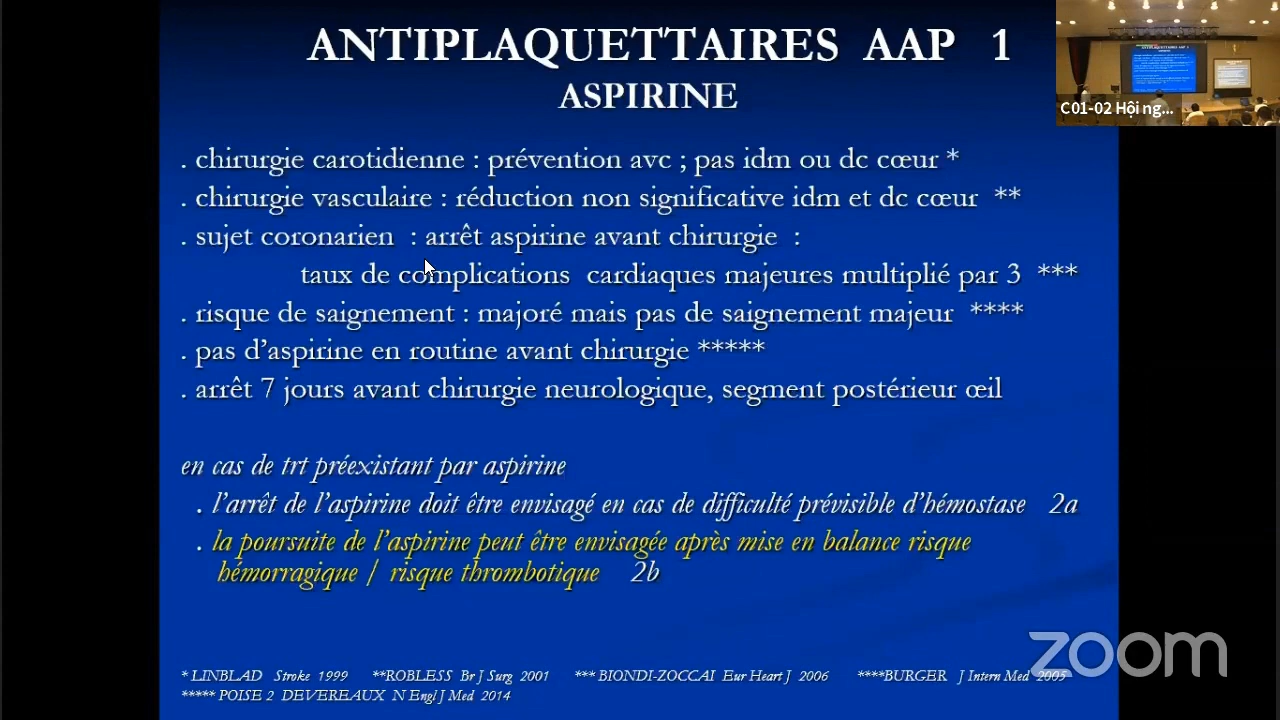 ANTIPLAQUETTAIRES AAP 1
ASPIRINE
C01-02 Hội ng...
. chirurgie carotidienne : prévention avc ; pas idm ou dc cœur *
. chirurgie vasculaire : réduction non significative idm et dc cœur **
. sujet coronarien : arrêt aspirine avant chirurgie :
taux de complications cardiaques majeures multiplié par 3 ***
. risque de saignement : majoré mais pas de saignement majeur ****
. pas d'aspirine en routine avant chirurgie *****
. arrêt 7 jours avant chirurgie neurologique, segment postérieur œil
en cas de trt préexistant par aspirine
. l'arrêt de l'aspirine doit être envisagé en cas de difficulté prévisible d'hémostase 2a
. la poursuite de l'aspirine peut être envisagée après mise en balance risque
hémorragique / risque thrombotique 2b
zoom
* LINBLAD Stroke 1999 **ROBLESS Br J Surg 2001 *** BIONDI-ZOCCAI Eur Heart J 2006 ****BURGER J Intern Med 2005
***** POISE 2 DEVEREAUX N Engl J Med 2014